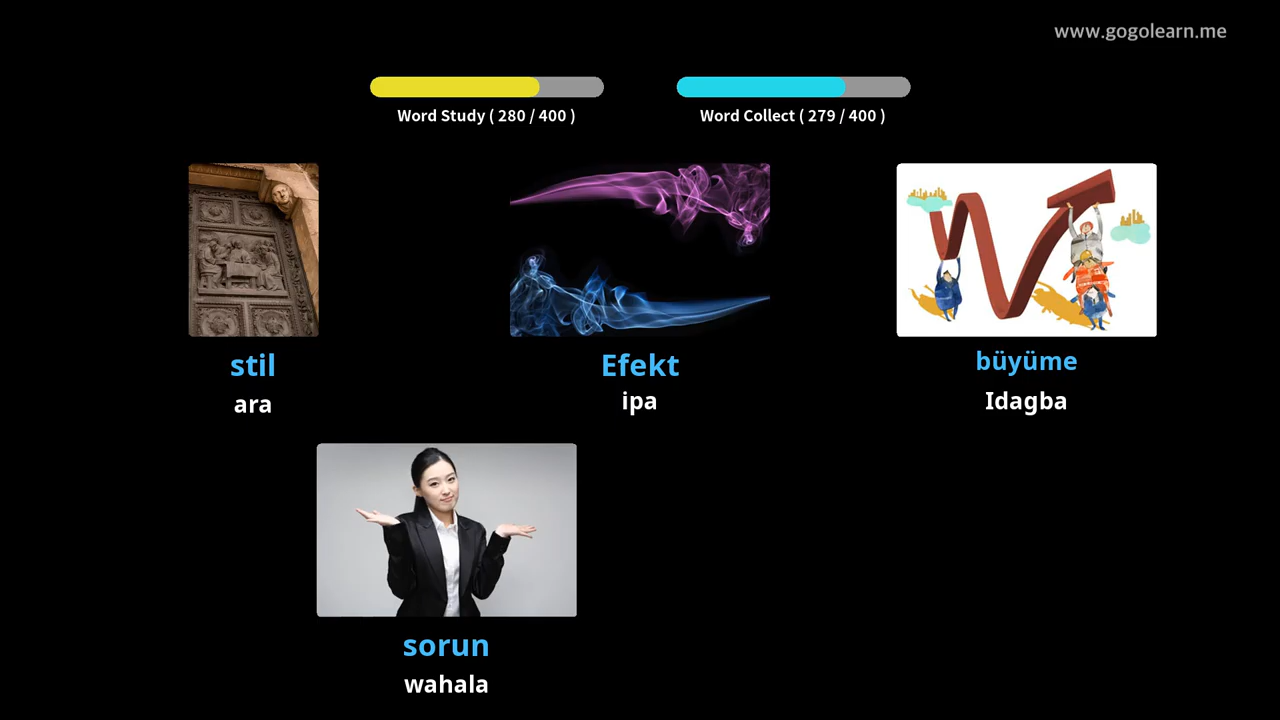 www.gogolearn.me
Word Study ( 280 / 400 )
Word Collect ( 279 / 400 )
stil
ara
Efekt
ipa
büyüme
Idagba
sorun
wahala